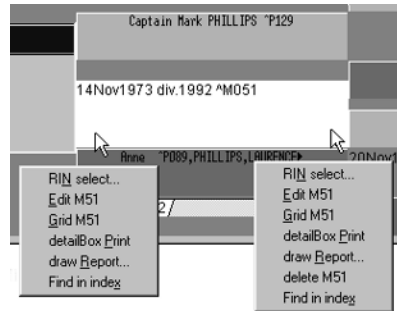 Captain Mark PHILLIPS ^P129
14Nov1973 div.1992 ^M051
Anne ^P089,PHILLIPS,LAURENCE▶
20Nov1
2/
RIN select...
Edit M51
Grid M51
detailBox Print
draw Report...
Find in index
RIN select...
Edit M51
Grid M51
detailBox Print
draw Report...
delete M51
Find in index